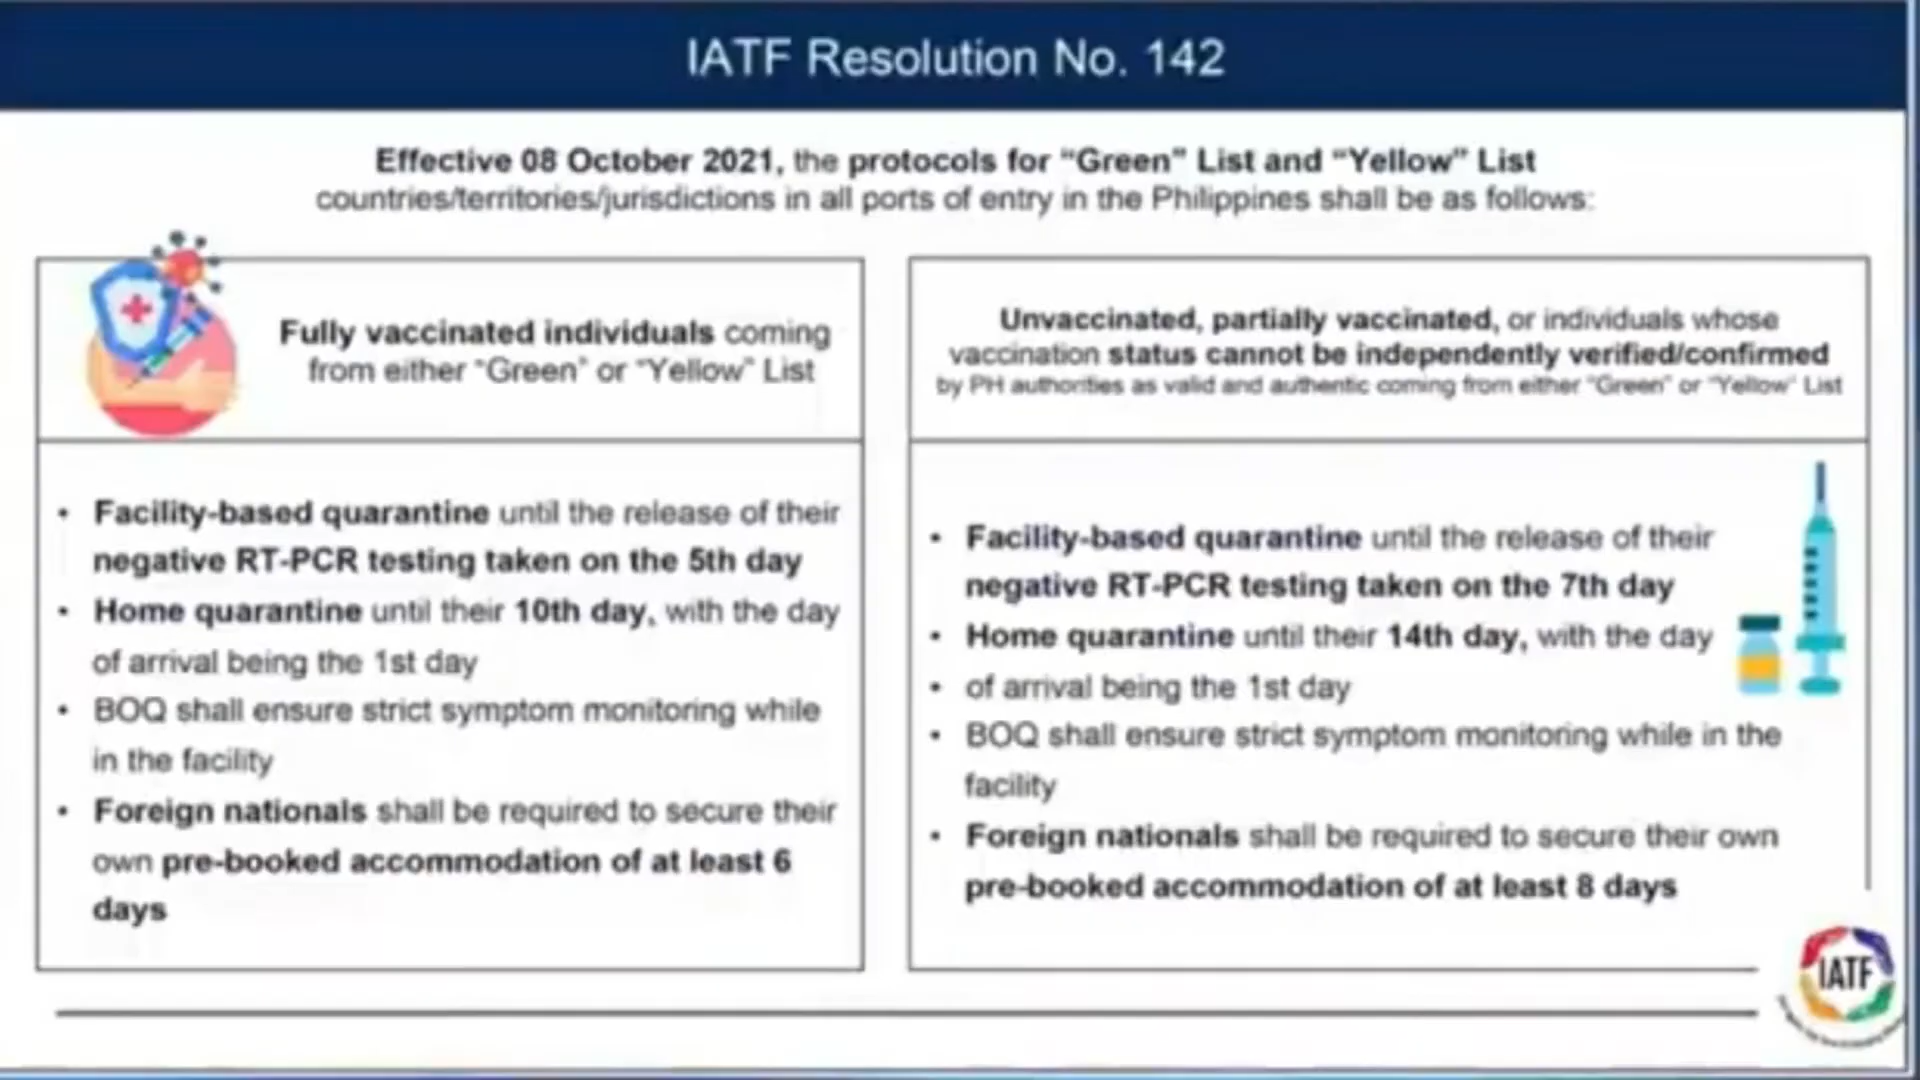 IATF Resolution No. 142
Effective 08 October 2021, the protocols for “Green” List and “Yellow” List
countries/territories/jurisdictions in all ports of entry in the Philippines shall be as follows:
Fully vaccinated individuals coming
from either “Green” or “Yellow” List
• Facility-based quarantine until the release of their
negative RT-PCR testing taken on the 5th day
• Home quarantine until their 10th day, with the day
of arrival being the 1st day
• BOQ shall ensure strict symptom monitoring while
in the facility
• Foreign nationals shall be required to secure their
own pre-booked accommodation of at least 6
days
Unvaccinated, partially vaccinated, or individuals whose
vaccination status cannot be independently verified/confirmed
by PH authorities as valid and authentic coming from either “Green” or “Yellow” List
• Facility-based quarantine until the release of their
negative RT-PCR testing taken on the 7th day
• Home quarantine until their 14th day, with the day
• of arrival being the 1st day
• BOQ shall ensure strict symptom monitoring while in the
facility
• Foreign nationals shall be required to secure their own
pre-booked accommodation of at least 8 days
IATF